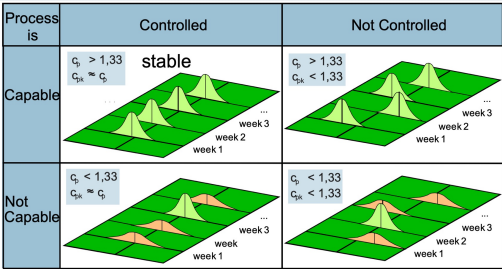 Process is
Controlled
Not Controlled
Capable
cₚ > 1,33
cₚₖ ≈ cₚ
stable
...
week 3
week 2
week 1
cₚ > 1,33
cₚₖ < 1,33
...
week 3
week 2
week 1
Not Capable
cₚ < 1,33
cₚₖ ≈ cₚ
...
week 3
week
week 1
cₚ < 1,33
cₚₖ < 1,33
...
week 3
week 2
week 1